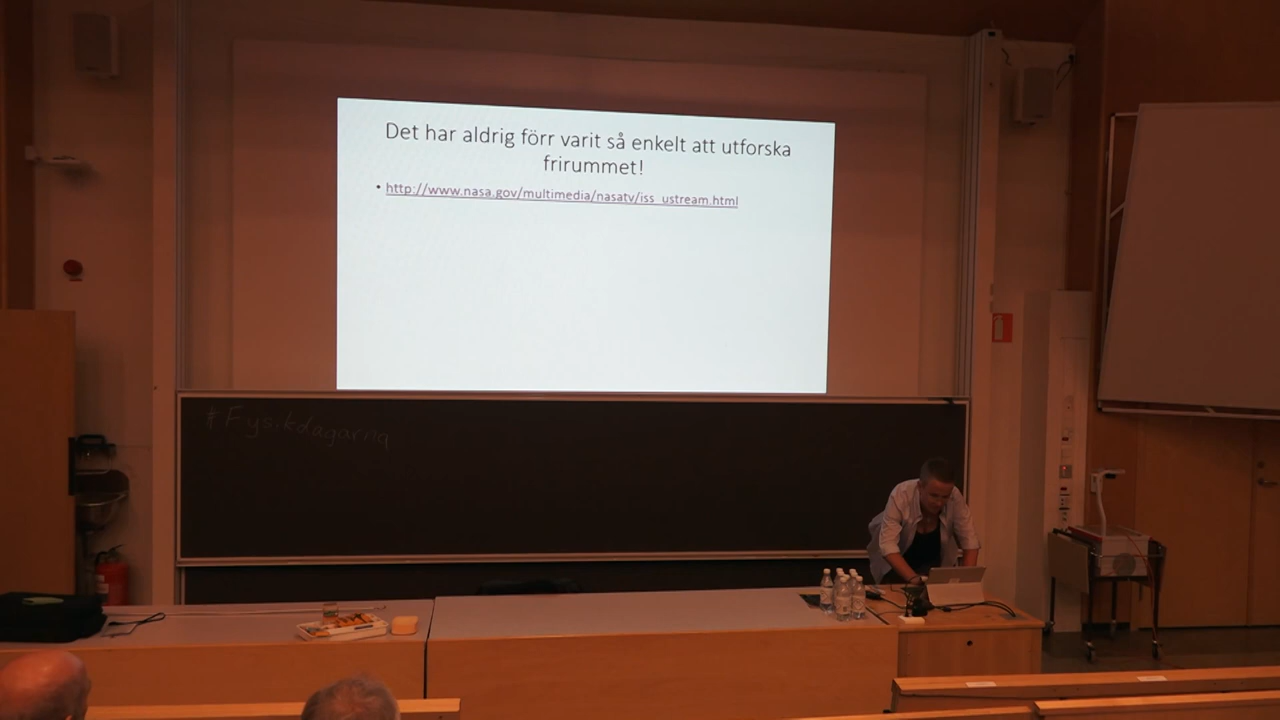 Det har aldrig förr varit så enkelt att utforska
frirummet!
• http://www.nasa.gov/multimedia/nasatv/iss_ustream.html
#Fysikdagarna